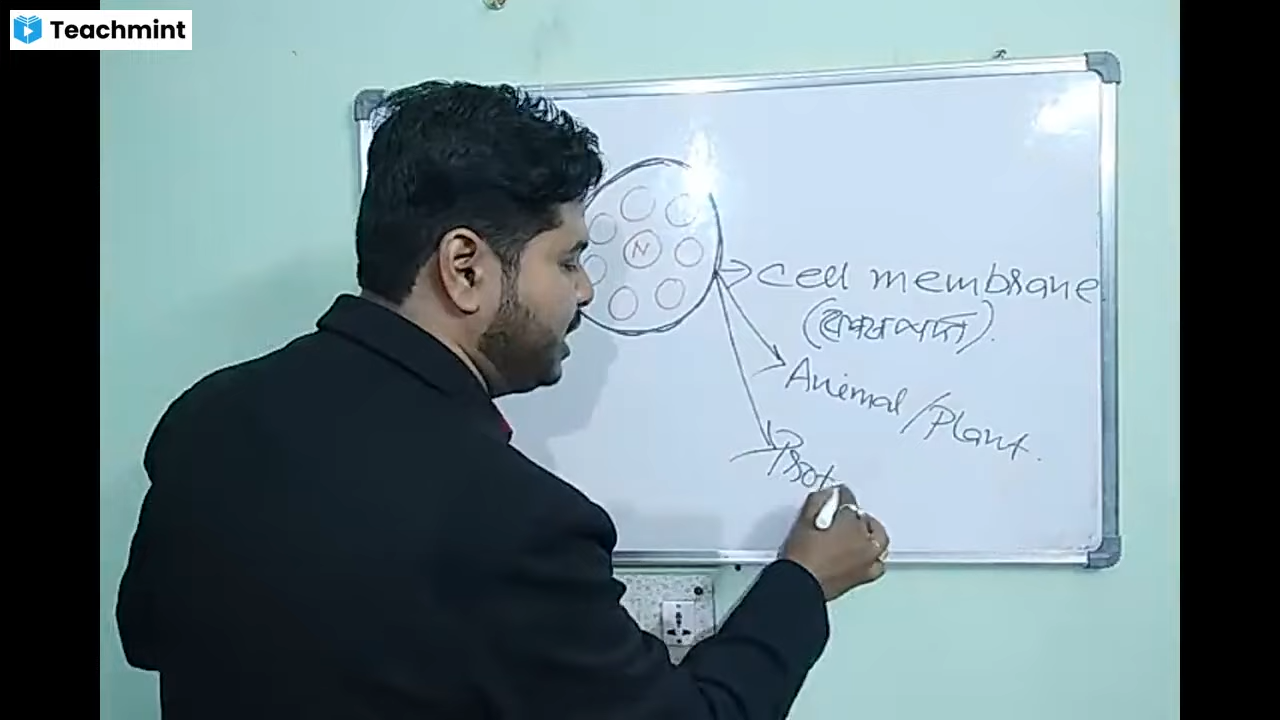 Teachmint
N
Cell membrane
Animal/Plant.
Prot